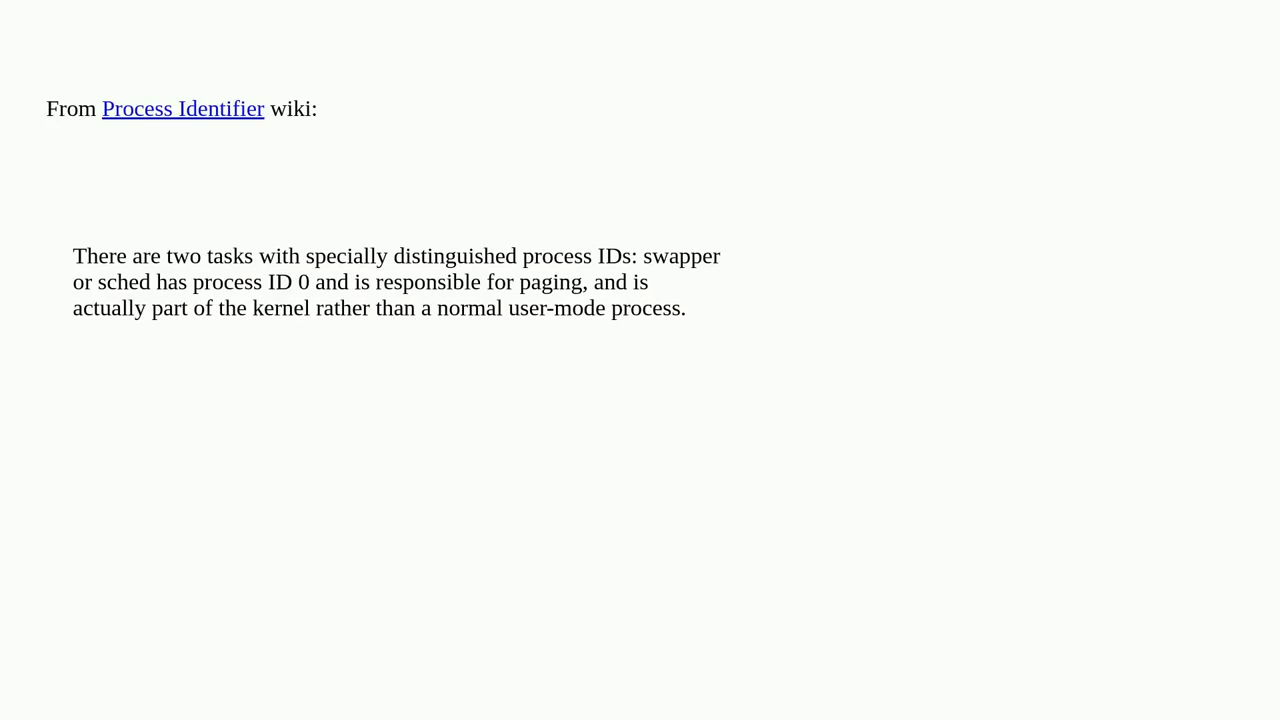 From Process Identifier wiki:
There are two tasks with specially distinguished process IDs: swapper
or sched has process ID 0 and is responsible for paging, and is
actually part of the kernel rather than a normal user-mode process.